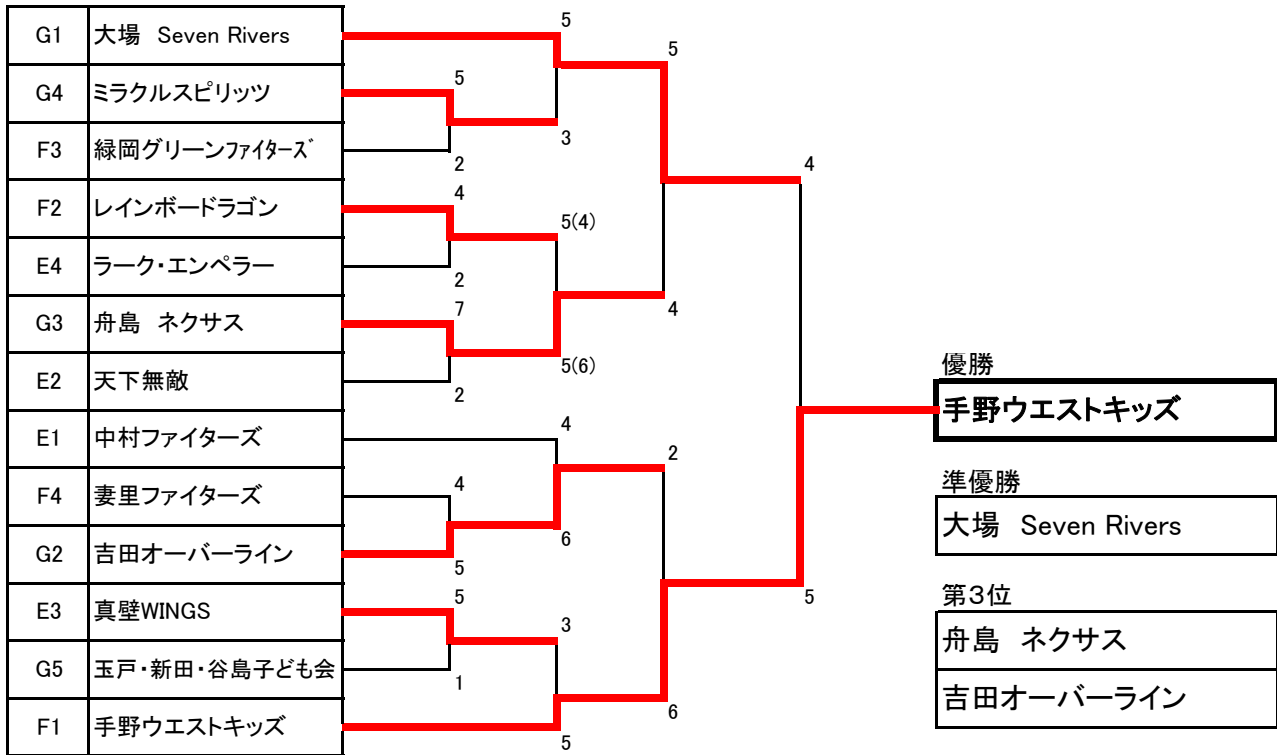 G1 大場　Seven Rivers
G4 ミラクルスピリッツ
F3 緑岡グリーンファイターズ
F2 レインボードラゴン
E4 ラーク・エンペラー
G3 舟島　ネクサス
E2 天下無敵
E1 中村ファイターズ
F4 妻里ファイターズ
G2 吉田オーバーライン
E3 真壁WINGS
G5 玉戸・新田・谷島子ども会
F1 手野ウエストキッズ
5
2
4
2
7
2
4
5
5
1
5
3
5(4)
5(6)
4
6
3
5
5
4
2
6
4
5
優勝
手野ウエストキッズ
準優勝
大場　Seven Rivers
第3位
舟島　ネクサス
吉田オーバーライン